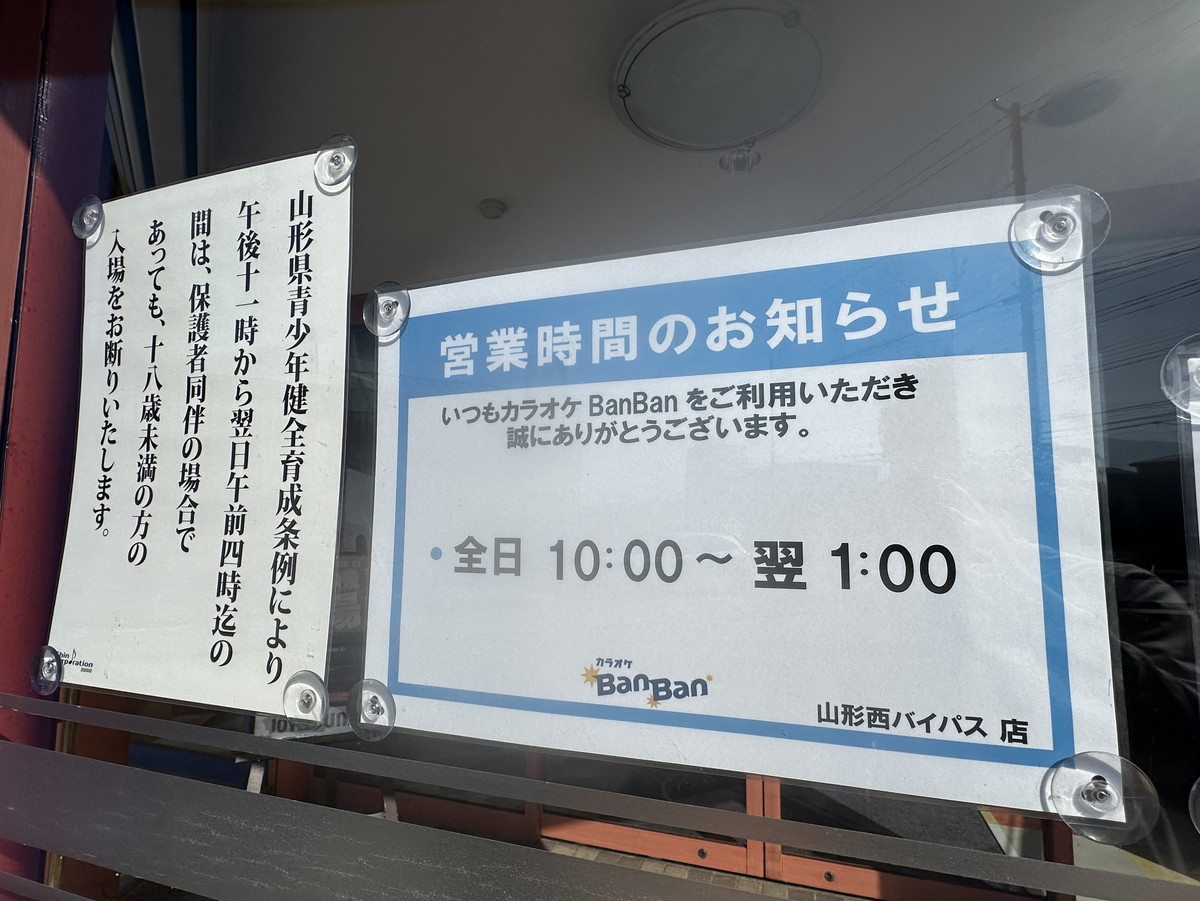 山形県青少年健全育成条例により
午後十一時から翌日午前四時迄の
間は、保護者同伴の場合で
あっても、十八歳未満の方の
入場をお断りいたします。
営業時間のお知らせ
いつもカラオケ BanBan をご利用いただき
誠にありがとうございます。
• 全日 10:00 ～ 翌 1:00
カラオケ
BanBan
山形西バイパス 店